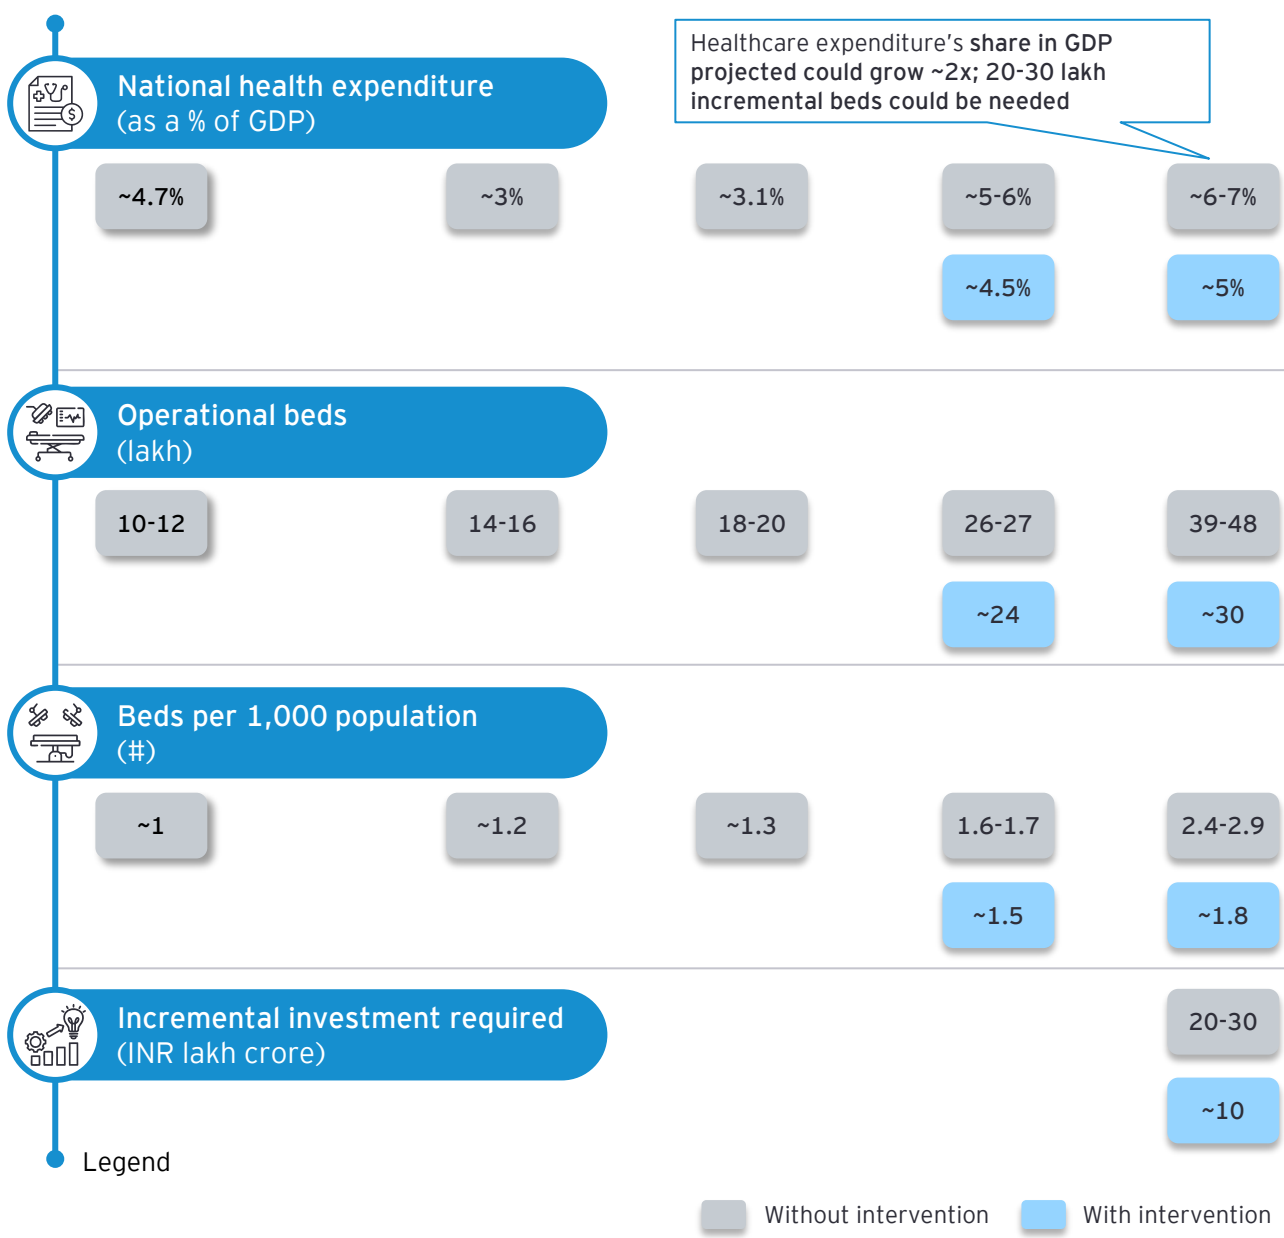 Healthcare expenditure's share in GDP
projected could grow ~2x; 20-30 lakh
incremental beds could be needed
National health expenditure
(as a % of GDP)
~4.7%
~3%
~3.1%
~5-6%
~6-7%
~4.5%
~5%
Operational beds
(lakh)
10-12
14-16
18-20
26-27
39-48
~24
~30
Beds per 1,000 population
(#)
~1
~1.2
~1.3
1.6-1.7
2.4-2.9
~1.5
~1.8
Incremental investment required
(INR lakh crore)
20-30
~10
Legend
Without intervention
With intervention